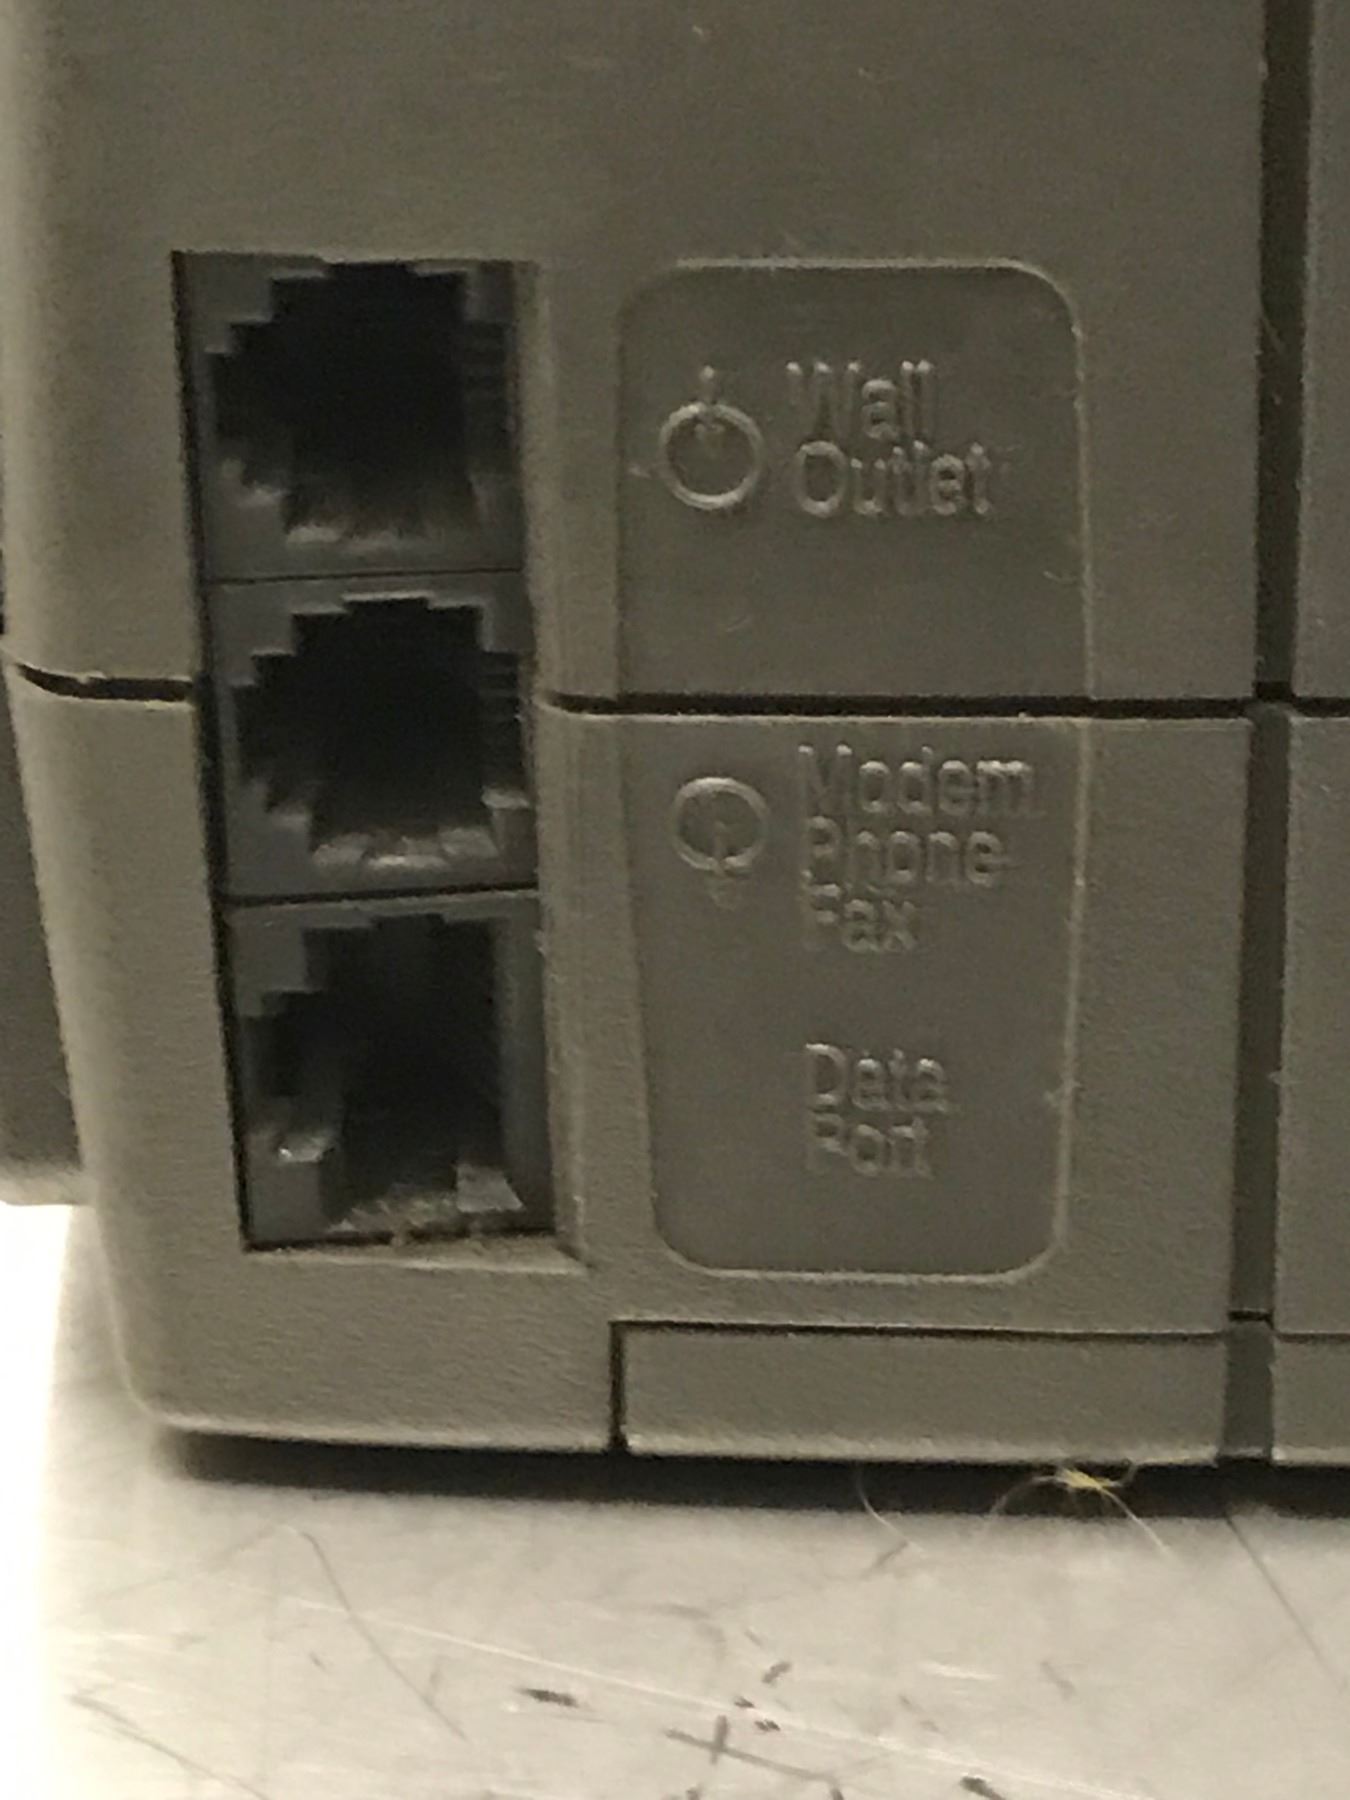 Wall
Outlet
Modem
Phone
Fax
Data
Port